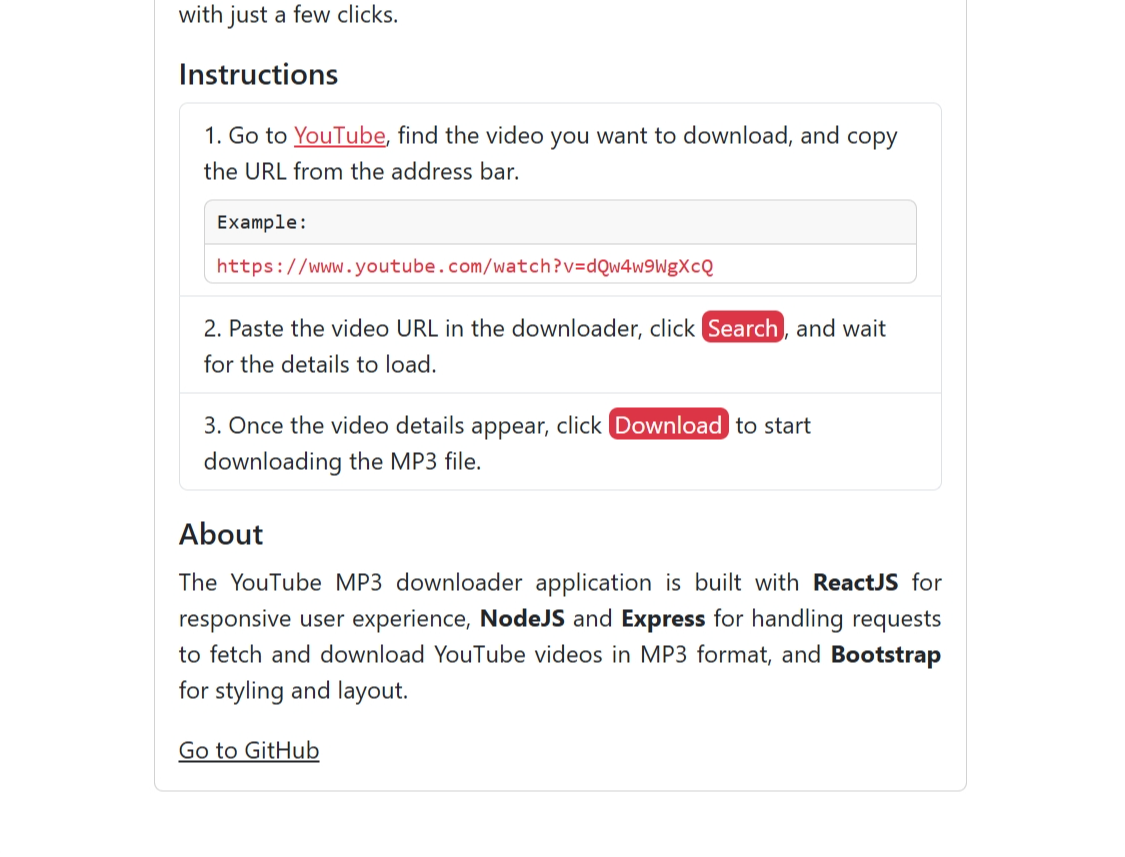 with just a few clicks.
Instructions
1. Go to YouTube, find the video you want to download, and copy
the URL from the address bar.
Example:
https://www.youtube.com/watch?v=dQw4w9WgXcQ
2. Paste the video URL in the downloader, click Search, and wait
for the details to load.
3. Once the video details appear, click Download to start
downloading the MP3 file.
About
The YouTube MP3 downloader application is built with ReactJS for
responsive user experience, NodeJS and Express for handling requests
to fetch and download YouTube videos in MP3 format, and Bootstrap
for styling and layout.
Go to GitHub